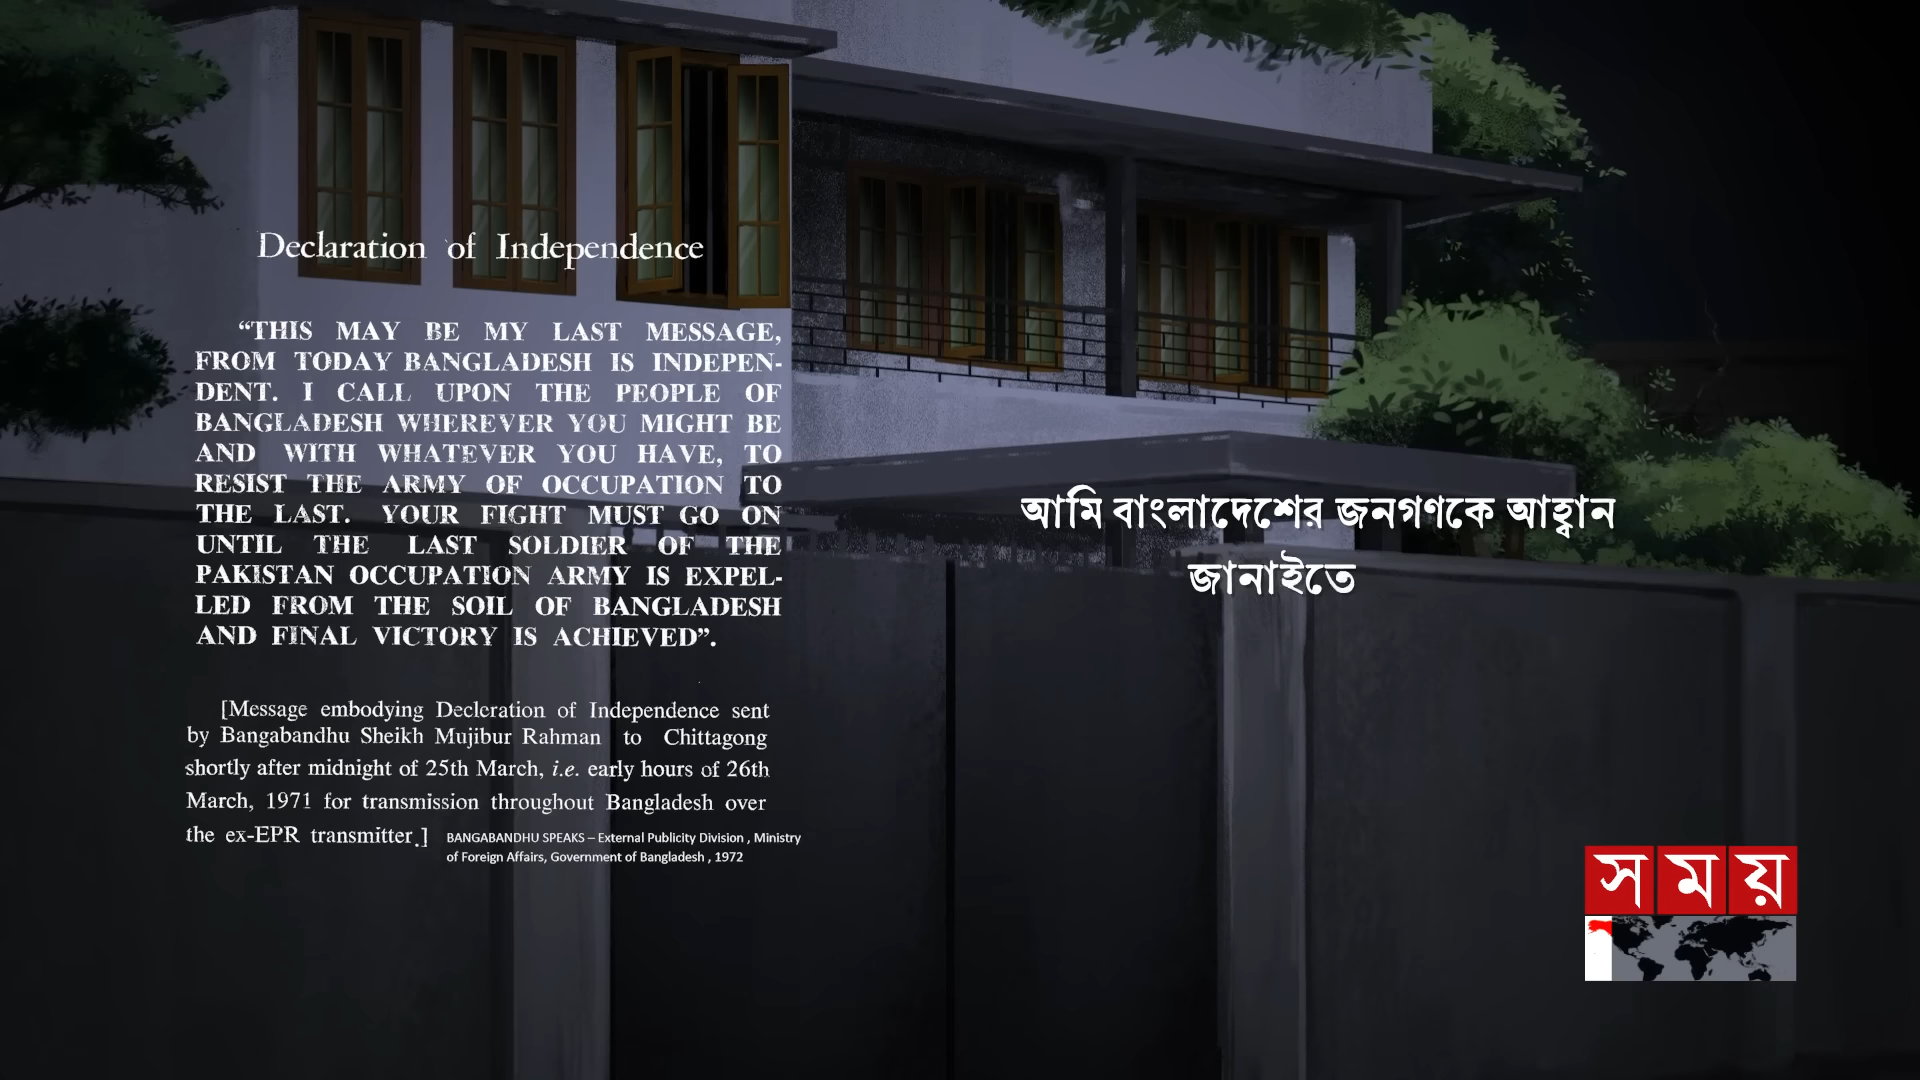 Declaration of Independence
“THIS MAY BE MY LAST MESSAGE,
FROM TODAY BANGLADESH IS INDEPEN-
DENT. I CALL UPON THE PEOPLE OF
BANGLADESH WHEREVER YOU MIGHT BE
AND WITH WHATEVER YOU HAVE, TO
RESIST THE ARMY OF OCCUPATION TO
THE LAST. YOUR FIGHT MUST GO ON
UNTIL THE LAST SOLDIER OF THE
PAKISTAN OCCUPATION ARMY IS EXPEL-
LED FROM THE SOIL OF BANGLADESH
AND FINAL VICTORY IS ACHIEVED”.
[Message embodying Declcration of Independence sent
by Bangabandhu Sheikh Mujibur Rahman to Chittagong
shortly after midnight of 25th March, i.e. early hours of 26th
March, 1971 for transmission throughout Bangladesh over
the ex-EPR transmitter.]
BANGABANDHU SPEAKS – External Publicity Division , Ministry
of Foreign Affairs, Government of Bangladesh , 1972
আমি বাংলাদেশের জনগণকে আহ্বান
জানাইতে
সময়